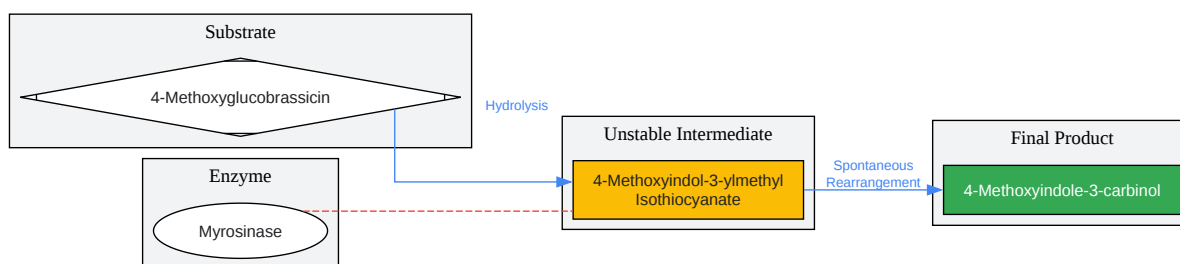 Substrate
4-Methoxyglucobrassicin
Hydrolysis
Enzyme
Myrosinase
Unstable Intermediate
4-Methoxyindol-3-ylmethyl
Isothiocyanate
Spontaneous
Rearrangement
Final Product
4-Methoxyindole-3-carbinol